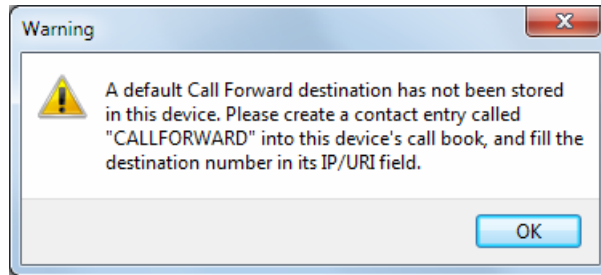 Warning
A default Call Forward destination has not been stored
in this device. Please create a contact entry called
"CALLFORWARD" into this device's call book, and fill the
destination number in its IP/URI field.
OK